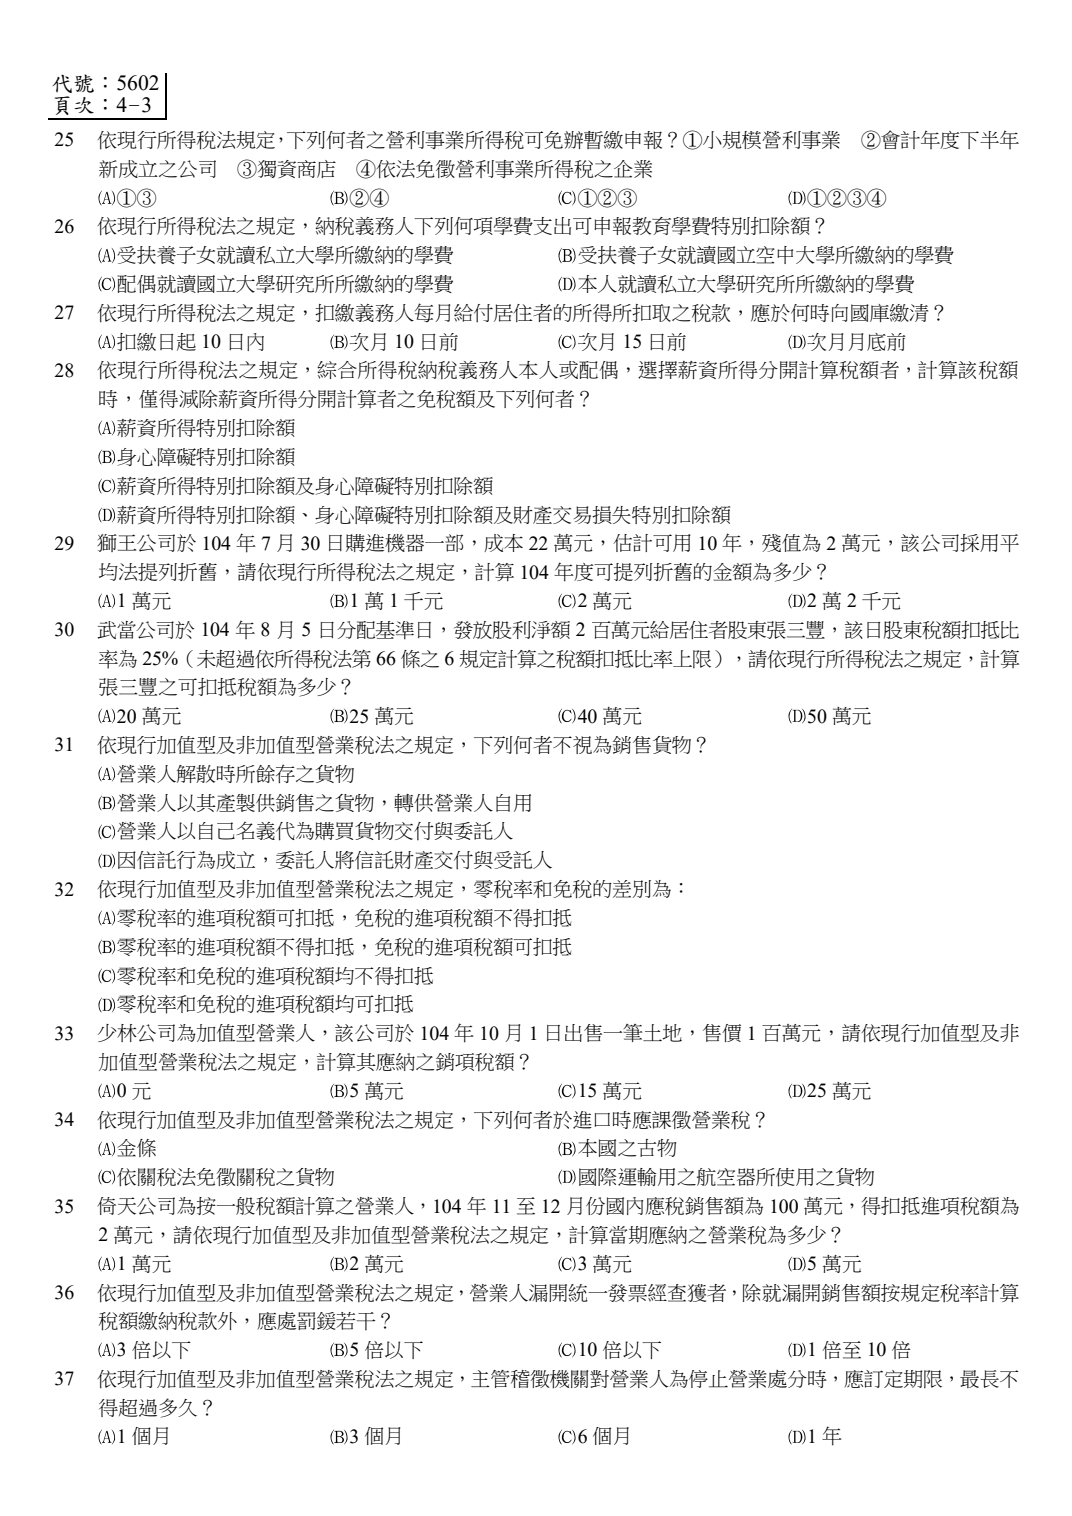 代號：5602
頁次：4－3
25 依現行所得稅法規定，下列何者之營利事業所得稅可免辦暫繳申報？①小規模營利事業 ②會計年度下半年
新成立之公司 ③獨資商店 ④依法免徵營利事業所得稅之企業
(A)①③ (B)②④ (C)①②③ (D)①②③④
26 依現行所得稅法之規定，納稅義務人下列何項學費支出可申報教育學費特別扣除額？
(A)受扶養子女就讀私立大學所繳納的學費 (B)受扶養子女就讀國立空中大學所繳納的學費
(C)配偶就讀國立大學研究所所繳納的學費 (D)本人就讀私立大學研究所所繳納的學費
27 依現行所得稅法之規定，扣繳義務人每月給付居住者的所得所扣取之稅款，應於何時向國庫繳清？
(A)扣繳日起 10 日內 (B)次月 10 日前 (C)次月 15 日前 (D)次月月底前
28 依現行所得稅法之規定，綜合所得稅納稅義務人本人或配偶，選擇薪資所得分開計算稅額者，計算該稅額
時，僅得減除薪資所得分開計算者之免稅額及下列何者？
(A)薪資所得特別扣除額
(B)身心障礙特別扣除額
(C)薪資所得特別扣除額及身心障礙特別扣除額
(D)薪資所得特別扣除額、身心障礙特別扣除額及財產交易損失特別扣除額
29 獅王公司於 104 年 7 月 30 日購進機器一部，成本 22 萬元，估計可用 10 年，殘值為 2 萬元，該公司採用平
均法提列折舊，請依現行所得稅法之規定，計算 104 年度可提列折舊的金額為多少？
(A)1 萬元 (B)1 萬 1 千元 (C)2 萬元 (D)2 萬 2 千元
30 武當公司於 104 年 8 月 5 日分配基準日，發放股利淨額 2 百萬元給居住者股東張三豐，該日股東稅額扣抵比
率為 25%（未超過依所得稅法第 66 條之 6 規定計算之稅額扣抵比率上限），請依現行所得稅法之規定，計算
張三豐之可扣抵稅額為多少？
(A)20 萬元 (B)25 萬元 (C)40 萬元 (D)50 萬元
31 依現行加值型及非加值型營業稅法之規定，下列何者不視為銷售貨物？
(A)營業人解散時所餘存之貨物
(B)營業人以其產製供銷售之貨物，轉供營業人自用
(C)營業人以自己名義代為購買貨物交付與委託人
(D)因信託行為成立，委託人將信託財產交付與受託人
32 依現行加值型及非加值型營業稅法之規定，零稅率和免稅的差別為：
(A)零稅率的進項稅額可扣抵，免稅的進項稅額不得扣抵
(B)零稅率的進項稅額不得扣抵，免稅的進項稅額可扣抵
(C)零稅率和免稅的進項稅額均不得扣抵
(D)零稅率和免稅的進項稅額均可扣抵
33 少林公司為加值型營業人，該公司於 104 年 10 月 1 日出售一筆土地，售價 1 百萬元，請依現行加值型及非
加值型營業稅法之規定，計算其應納之銷項稅額？
(A)0 元 (B)5 萬元 (C)15 萬元 (D)25 萬元
34 依現行加值型及非加值型營業稅法之規定，下列何者於進口時應課徵營業稅？
(A)金條 (B)本國之古物
(C)依關稅法免徵關稅之貨物 (D)國際運輸用之航空器所使用之貨物
35 倚天公司為按一般稅額計算之營業人，104 年 11 至 12 月份國內應稅銷售額為 100 萬元，得扣抵進項稅額為
2 萬元，請依現行加值型及非加值型營業稅法之規定，計算當期應納之營業稅為多少？
(A)1 萬元 (B)2 萬元 (C)3 萬元 (D)5 萬元
36 依現行加值型及非加值型營業稅法之規定，營業人漏開統一發票經查獲者，除就漏開銷售額按規定稅率計算
稅額繳納稅款外，應處罰鍰若干？
(A)3 倍以下 (B)5 倍以下 (C)10 倍以下 (D)1 倍至 10 倍
37 依現行加值型及非加值型營業稅法之規定，主管稽徵機關對營業人為停止營業處分時，應訂定期限，最長不
得超過多久？
(A)1 個月 (B)3 個月 (C)6 個月 (D)1 年